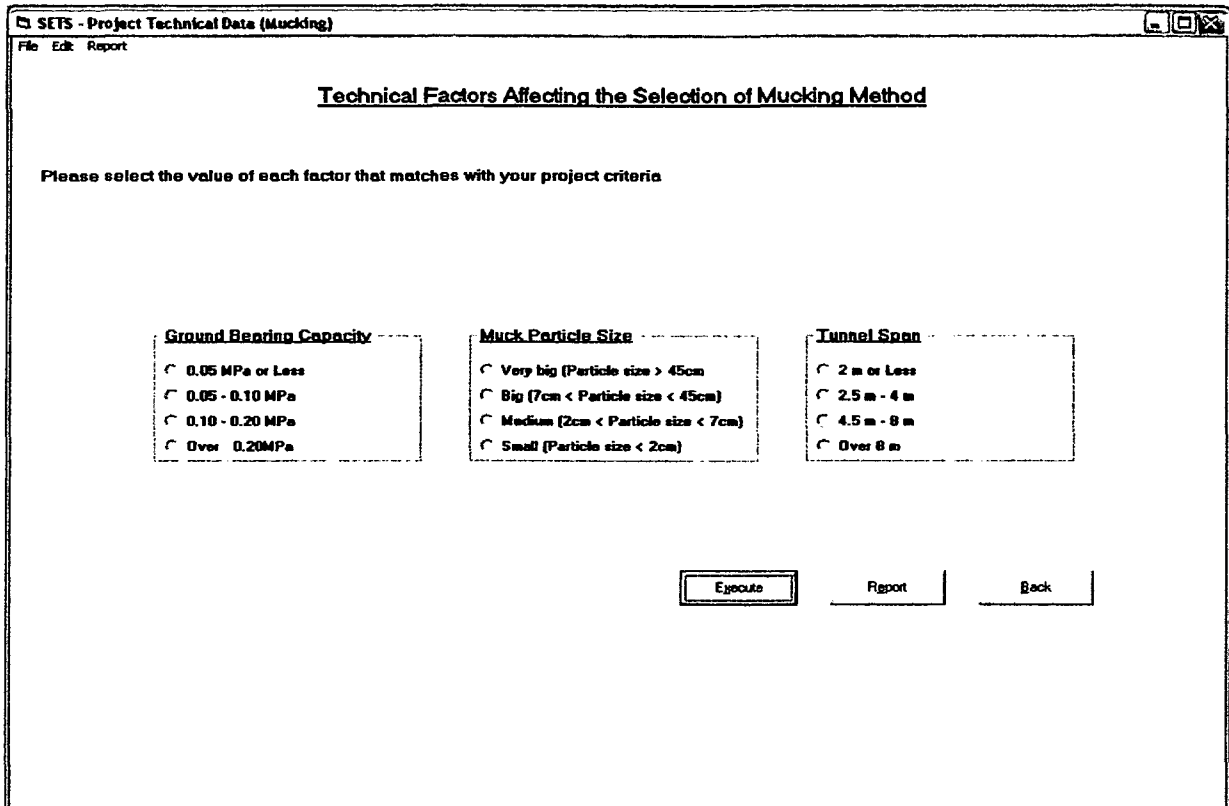 SETS - Project Technical Data (Mucking)
File Edit Report
Technical Factors Affecting the Selection of Mucking Method
Please select the value of each factor that matches with your project criteria
Ground Bearing Capacity
0.05 MPa or Less
0.05 - 0.10 MPa
0.10 - 0.20 MPa
Over 0.20MPa
Muck Particle Size
Very big (Particle size > 45cm
Big (7cm < Particle size < 45cm)
Medium (2cm < Particle size < 7cm)
Small (Particle size < 2cm)
Tunnel Span
2 m or Less
2.5 m - 4 m
4.5 m - 8 m
Over 8 m
Execute Report Back